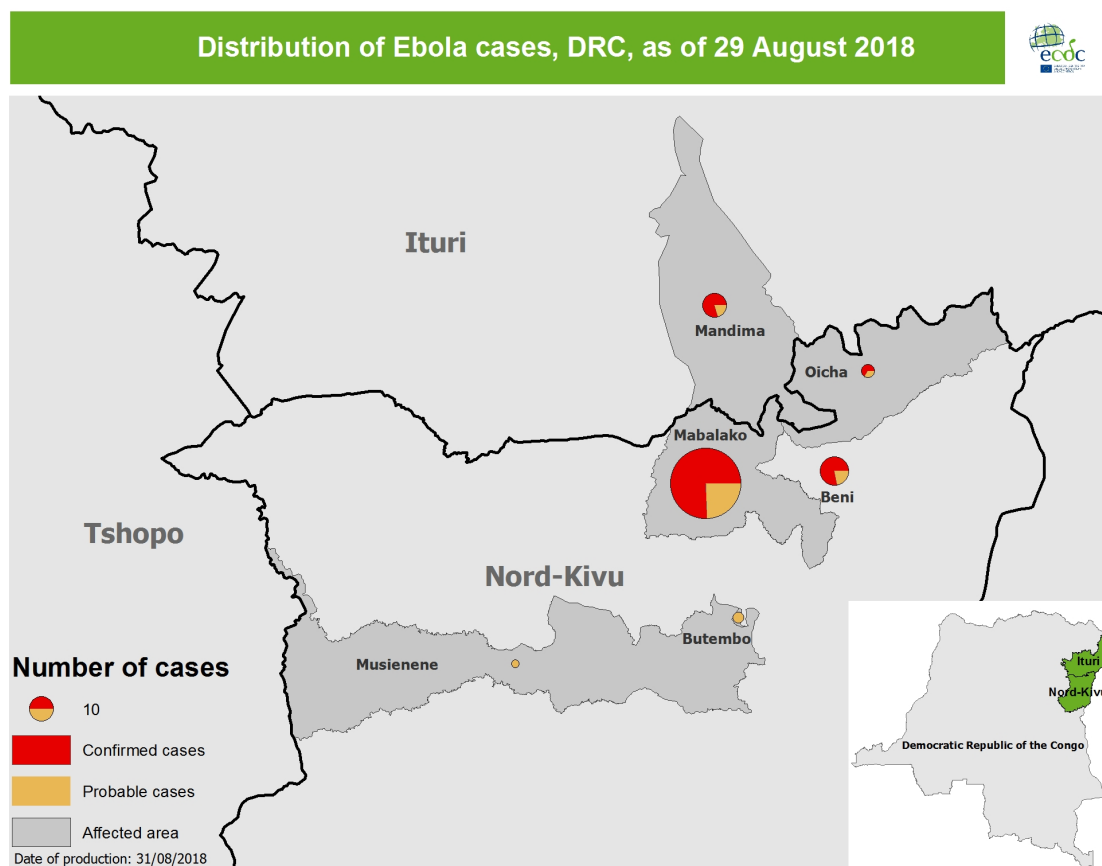 Distribution of Ebola cases, DRC, as of 29 August 2018
ecdc
Ituri
Mandima
Oicha
Mabalako
Beni
Tshopo
Nord-Kivu
Butembo
Musienene
Number of cases
10
Confirmed cases
Probable cases
Affected area
Date of production: 31/08/2018
Ituri
Nord-Kivu
Democratic Republic of the Congo